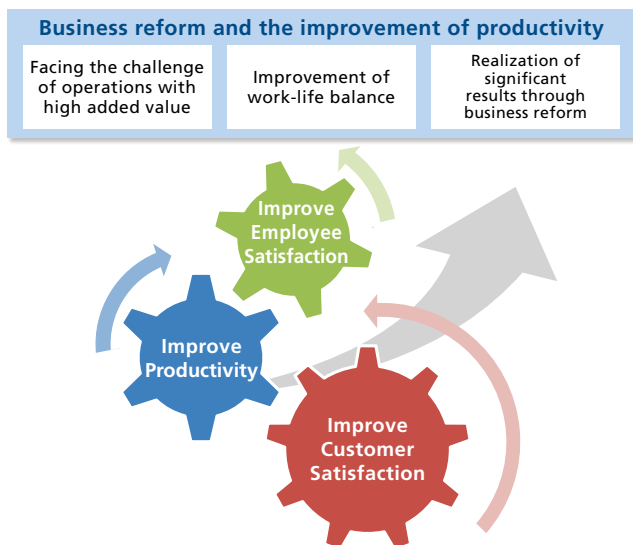 Business reform and the improvement of productivity
Facing the challenge
of operations with
high added value
Improvement of
work-life balance
Realization of
significant
results through
business reform
Improve
Employee
Satisfaction
Improve
Productivity
Improve
Customer
Satisfaction